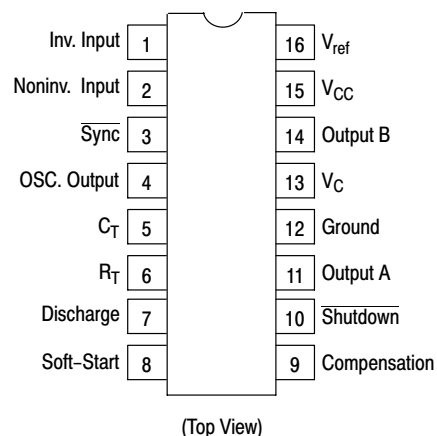 Inv. Input 1 16 Vref
Noninv. Input 2 15 VCC
Sync 3 14 Output B
OSC. Output 4 13 VC
CT 5 12 Ground
RT 6 11 Output A
Discharge 7 10 Shutdown
Soft−Start 8 9 Compensation
(Top View)